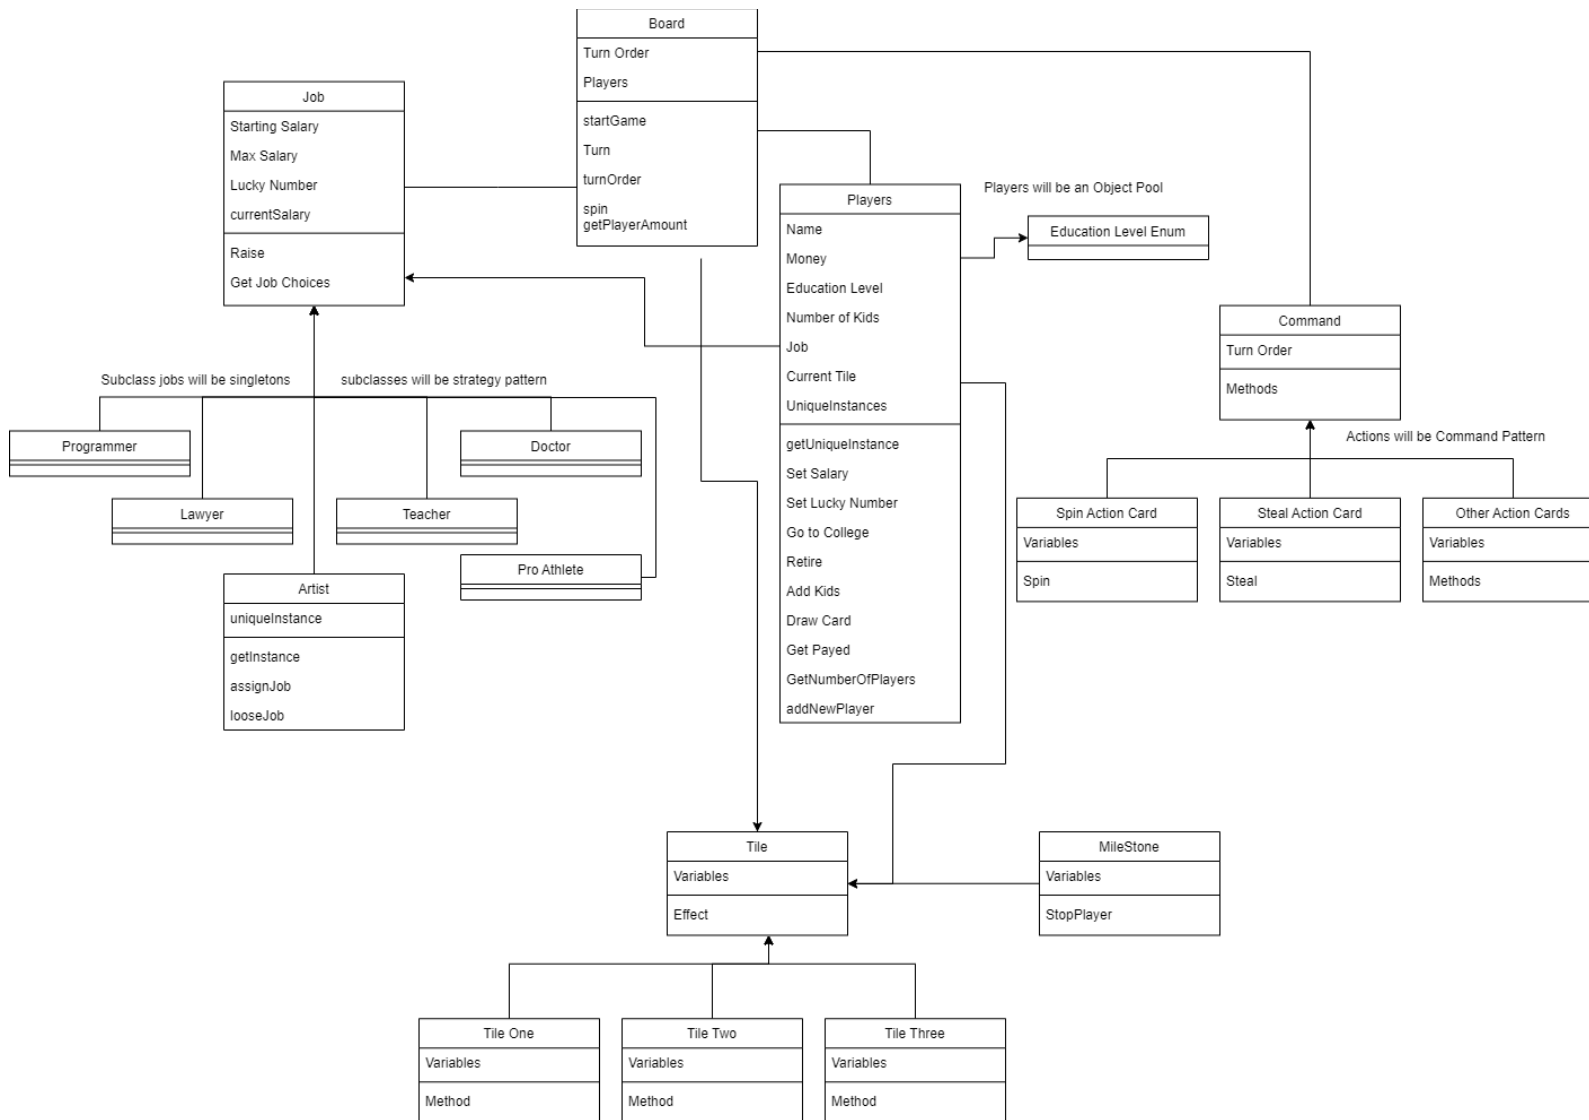 Board
Turn Order
Players
startGame
Turn
turnOrder
spin
getPlayerAmount
Job
Starting Salary
Max Salary
Lucky Number
currentSalary
Raise
Get Job Choices
Players
Name
Money
Education Level
Number of Kids
Job
Current Tile
UniqueInstances
getUniqueInstance
Set Salary
Set Lucky Number
Go to College
Retire
Add Kids
Draw Card
Get Payed
GetNumberOfPlayers
addNewPlayer
Players will be an Object Pool
Education Level Enum
Command
Turn Order
Methods
Actions will be Command Pattern
Spin Action Card
Variables
Spin
Steal Action Card
Variables
Steal
Other Action Cards
Variables
Methods
Subclass jobs will be singletons
subclasses will be strategy pattern
Programmer
Doctor
Lawyer
Teacher
Pro Athlete
Artist
uniqueInstance
getInstance
assignJob
looseJob
Tile
Variables
Effect
MileStone
Variables
StopPlayer
Tile One
Variables
Method
Tile Two
Variables
Method
Tile Three
Variables
Method